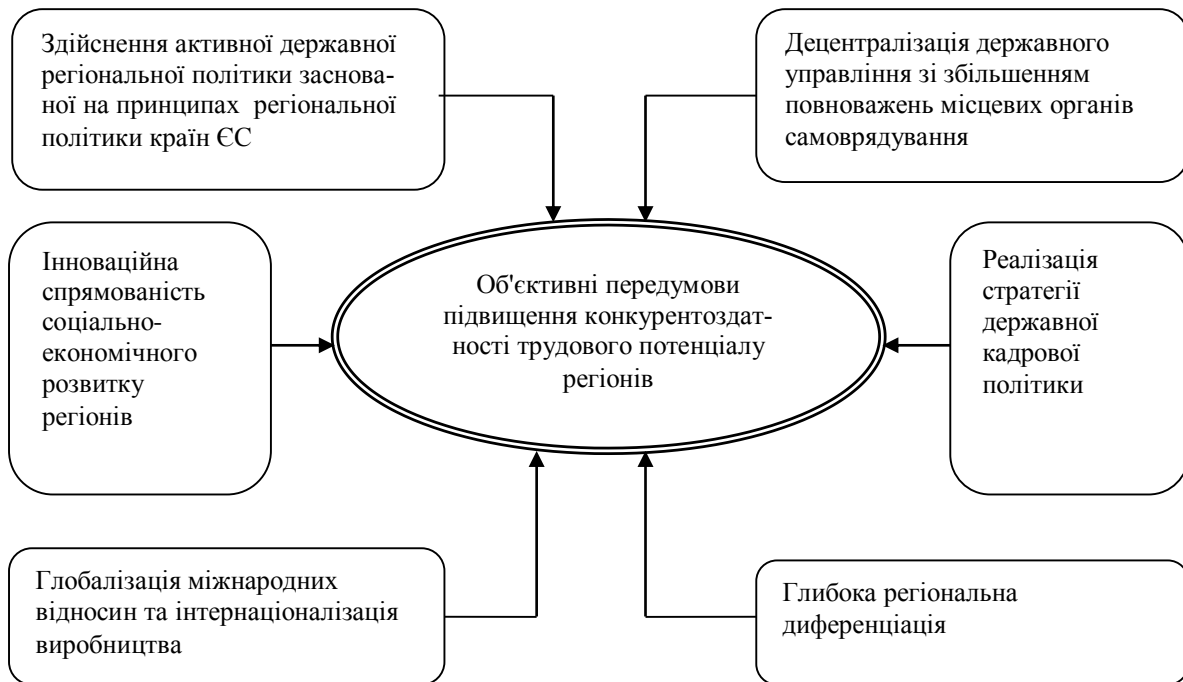 Здійснення активної державної
регіональної політики заснова-
ної на принципах регіональної
політики країн ЄС
Децентралізація державного
управління зі збільшенням
повноважень місцевих органів
самоврядування
Інноваційна
спрямованість
соціально-
економічного
розвитку
регіонів
Об'єктивні передумови
підвищення конкурентоздат-
ності трудового потенціалу
регіонів
Реалізація
стратегії
державної
кадрової
політики
Глобалізація міжнародних
відносин та інтернаціоналізація
виробництва
Глибока регіональна
диференціація